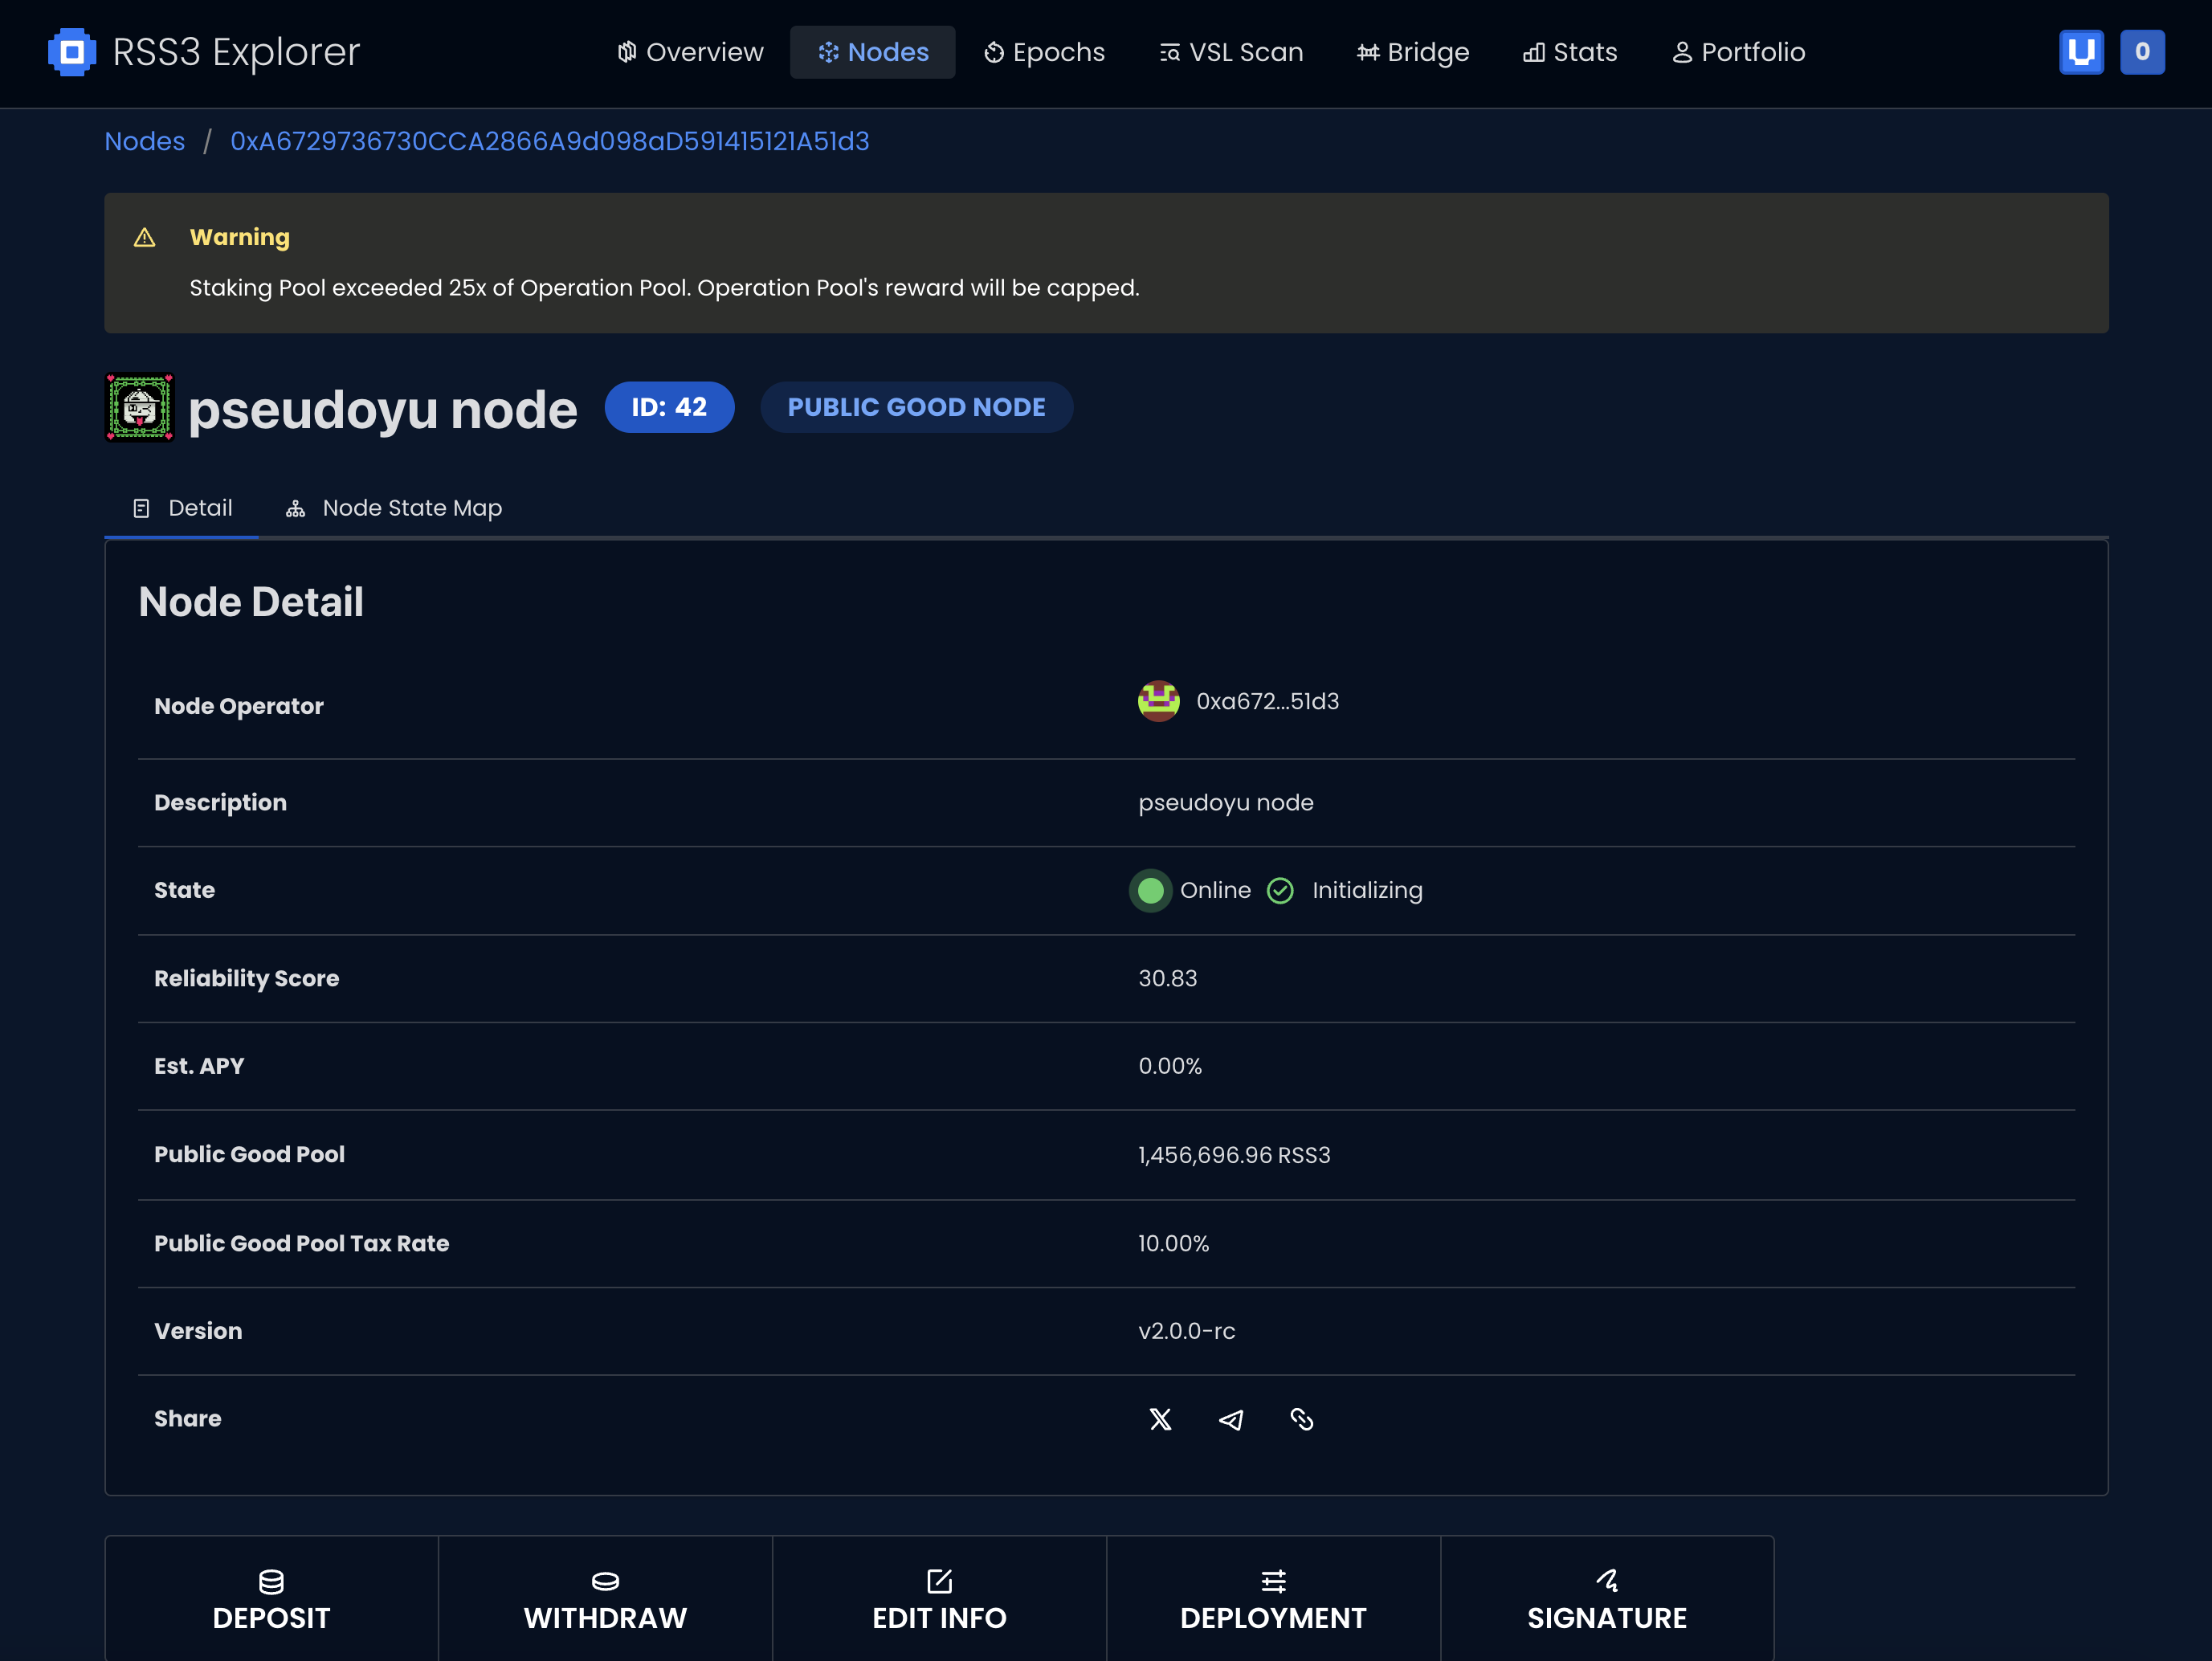 RSS3 Explorer
Overview
Nodes
Epochs
VSL Scan
Bridge
Stats
Portfolio
0
Nodes / 0xA6729736730CCA2866A9d098aD591415121A51d3
Warning
Staking Pool exceeded 25x of Operation Pool. Operation Pool's reward will be capped.
pseudoyu node
ID: 42
PUBLIC GOOD NODE
Detail
Node State Map
Node Detail
Node Operator
0xa672...51d3
Description
pseudoyu node
State
Online
Initializing
Reliability Score
30.83
Est. APY
0.00%
Public Good Pool
1,456,696.96 RSS3
Public Good Pool Tax Rate
10.00%
Version
v2.0.0-rc
Share
DEPOSIT
WITHDRAW
EDIT INFO
DEPLOYMENT
SIGNATURE